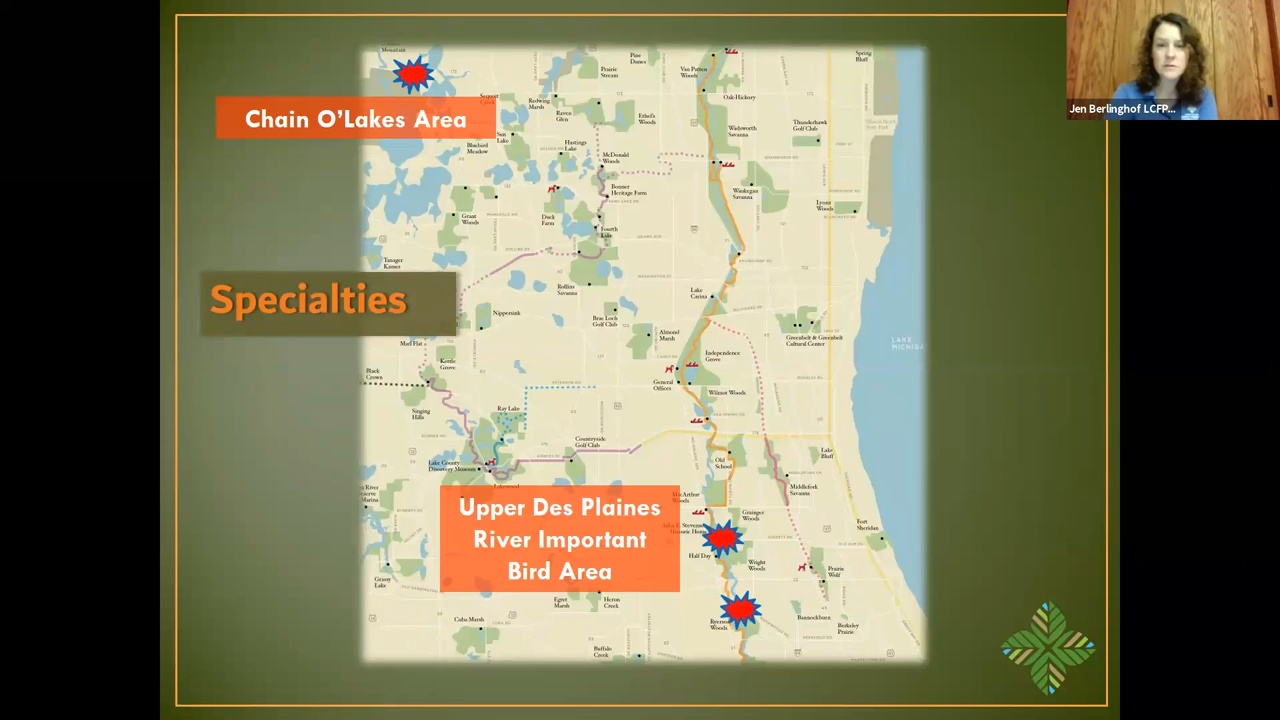 Jen Berlinghof LCFP...
Chain O'Lakes Area
Specialties
Upper Des Plaines
River Important
Bird Area
Mountain
Pine
Dunes
Prairie
Stream
Van Patten
Woods
Spring
Bluff
Redwing
Marsh
Raven
Glen
Ethel's
Woods
Oak-Hickory
Sun
Lake
Bluebird
Meadow
Hastings
Lake
McDonald
Woods
Wadsworth
Savanna
Thunderhawk
Golf Club
Bonner
Heritage Farm
Waukegan
Savanna
Lyons
Woods
Grant
Woods
Duck
Farm
Fourth
Lake
Tanager
Kames
Rollins
Savanna
Lake
Carina
Nippersink
Brae Loch
Golf Club
Almond
Marsh
Greenbelt & Greenbelt
Cultural Center
LAKE
MICHIGA
Marl Flat
Kettle
Grove
Black
Crown
Independence
Grove
General
Offices
Wilmot Woods
Singing
Hills
Ray Lake
Countryside
Golf Club
Lake County
Discovery Museum
Lakewood
Old
School
Lake
Bluff
Middlefork
Savanna
MacArthur
Woods
Grainger
Woods
Half Day
Wright Woods
Fort
Sheridan
Prairie
Wolf
Grassy
Lake
Egret
Marsh
Heron
Creek
Cuba Marsh
Ryerson
Woods
Bannockburn
Berkeley
Prairie
Buffalo
Creek